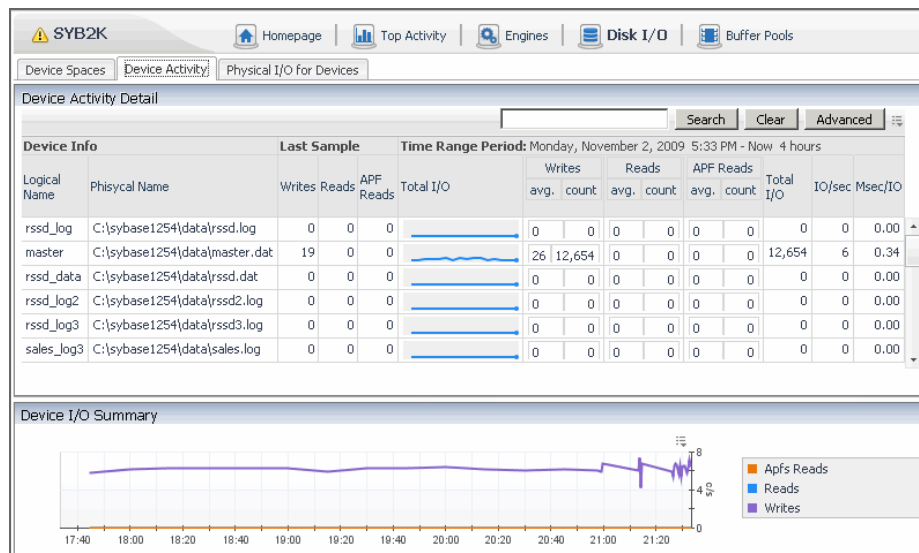 SYB2K Homepage Top Activity Engines Disk I/O Buffer Pools
Device Spaces Device Activity Physical I/O for Devices
Device Activity Detail
Search Clear Advanced
Device Info Last Sample Time Range Period: Monday, November 2, 2009 5:33 PM - Now 4 hours
Logical Name Phisycal Name Writes Reads APF Reads Total I/O Writes avg. count Reads avg. count APF Reads avg. count Total I/O IO/sec Msec/IO
rssd_log C:\sybase1254\data\rssd.log 0 0 0 0 0 0 0 0 0 0 0 0.00
master C:\sybase1254\data\master.dat 19 0 0 26 12,654 0 0 0 0 12,654 6 0.34
rssd_data C:\sybase1254\data\rssd.dat 0 0 0 0 0 0 0 0 0 0 0 0.00
rssd_log2 C:\sybase1254\data\rssd2.log 0 0 0 0 0 0 0 0 0 0 0 0.00
rssd_log3 C:\sybase1254\data\rssd3.log 0 0 0 0 0 0 0 0 0 0 0 0.00
sales_log3 C:\sybase1254\data\sales.log 0 0 0 0 0 0 0 0 0 0 0 0.00
Device I/O Summary
8
4
0
c/s
17:40 18:00 18:20 18:40 19:00 19:20 19:40 20:00 20:20 20:40 21:00 21:20
Apfs Reads
Reads
Writes